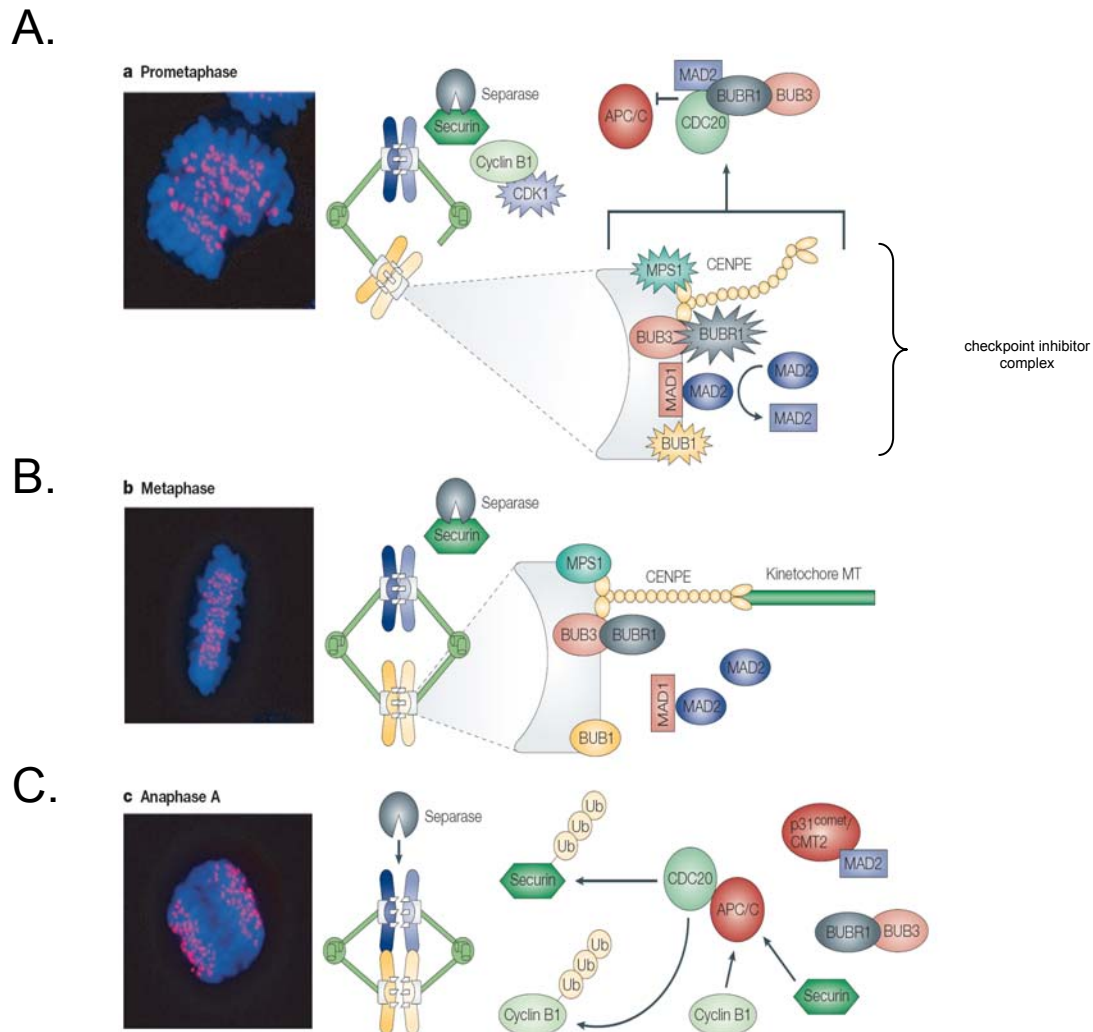 A.
a Prometaphase
Separase
Securin
Cyclin B1
CDK1
MAD2
BUBR1
BUB3
APC/C
CDC20
MPS1
CENPE
BUB3
BUBR1
MAD1
MAD2
MAD2
MAD2
BUB1
checkpoint inhibitor
complex
B.
b Metaphase
Separase
Securin
MPS1
CENPE
Kinetochore MT
BUB3
BUBR1
MAD1
MAD2
MAD2
BUB1
C.
c Anaphase A
Separase
Ub
Ub
Ub
Ub
Securin
CDC20
APC/C
p31comet/
CMT2
MAD2
BUBR1
BUB3
Ub
Ub
Ub
Ub
Cyclin B1
Cyclin B1
Securin